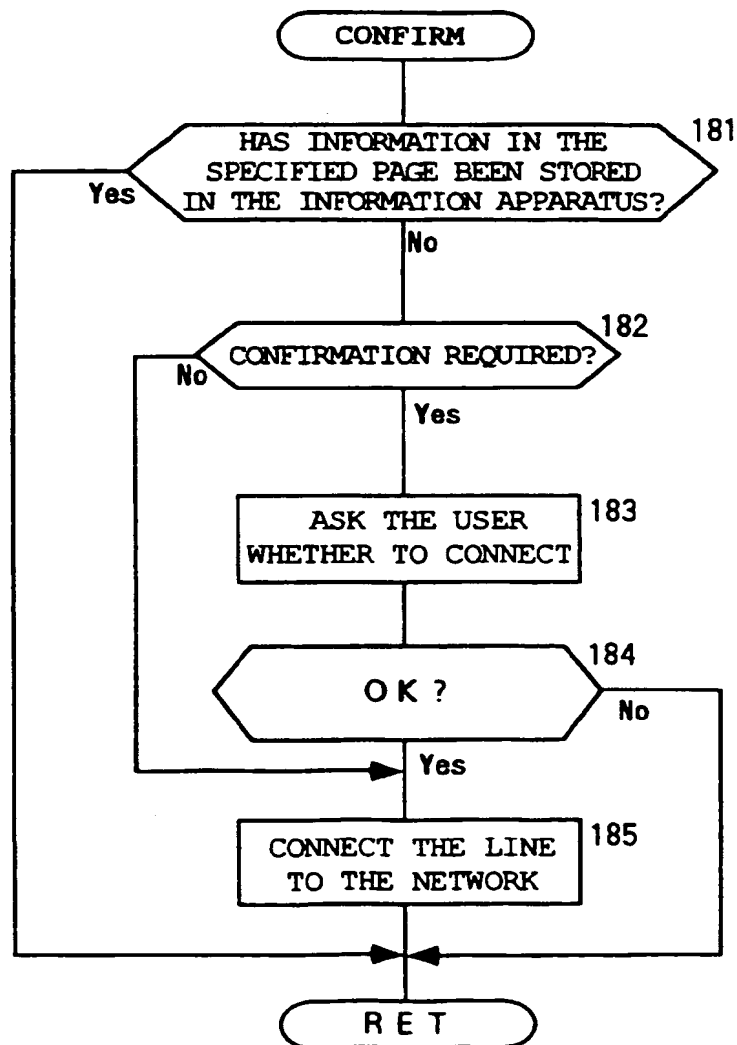 CONFIRM
181
HAS INFORMATION IN THE
SPECIFIED PAGE BEEN STORED
IN THE INFORMATION APPARATUS?
Yes
No
182
CONFIRMATION REQUIRED?
No
Yes
183
ASK THE USER
WHETHER TO CONNECT
184
OK?
No
Yes
185
CONNECT THE LINE
TO THE NETWORK
RET